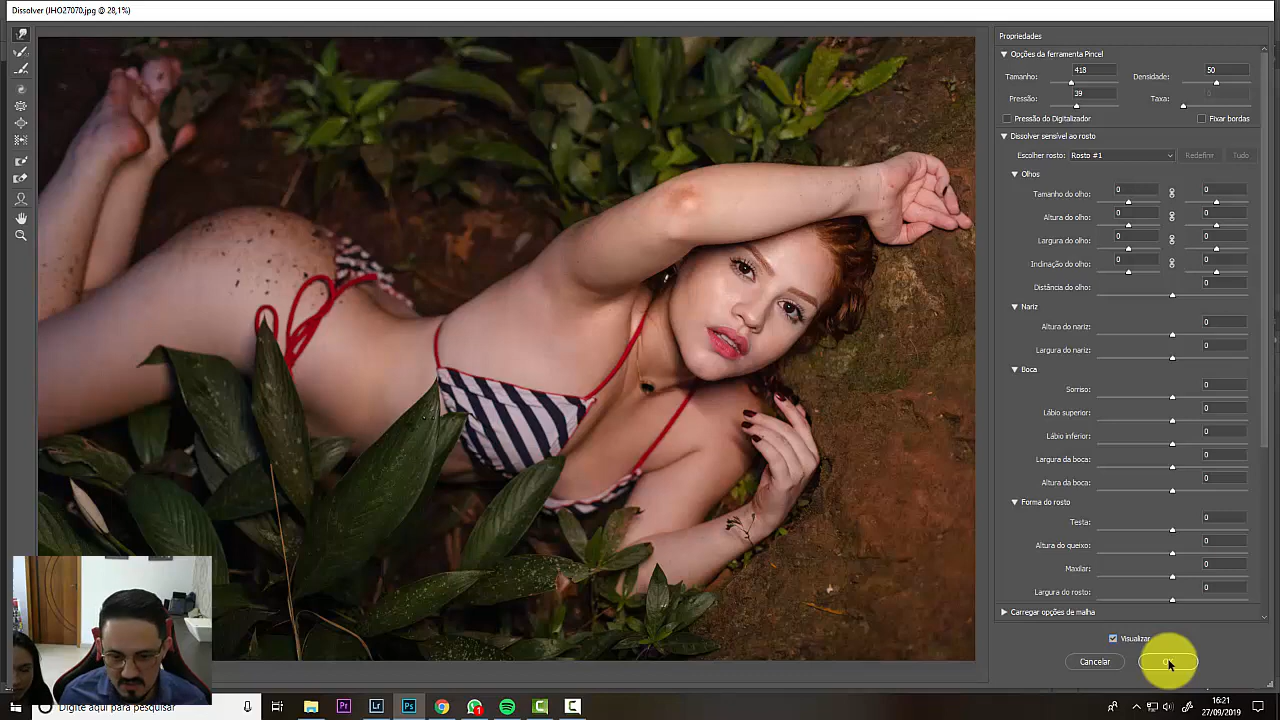 Dissolver (JHO27070.jpg @ 28,1%)
Propriedades
Opções da ferramenta Pincel
Tamanho: 418 Densidade: 50
Pressão: 39 Taxa:
Pressão do Digitalizador Fixar bordas
Dissolver sensível ao rosto
Escolher rosto: Rosto #1 Redefinir Tudo
Olhos
Tamanho do olho: 0 0
Altura do olho: 0 0
Largura do olho: 0 0
Inclinação do olho: 0 0
Distância do olho: 0
Nariz
Altura do nariz: 0
Largura do nariz: 0
Boca
Sorriso: 0
Lábio superior: 0
Lábio inferior: 0
Largura da boca: 0
Altura da boca: 0
Forma do rosto
Testa: 0
Altura do queixo: 0
Maxilar: 0
Largura do rosto: 0
Carregar opções de malha
Visualizar
Cancelar
Digite aqui para pesquisar
Pr Lr Ps
16:21
27/09/2019